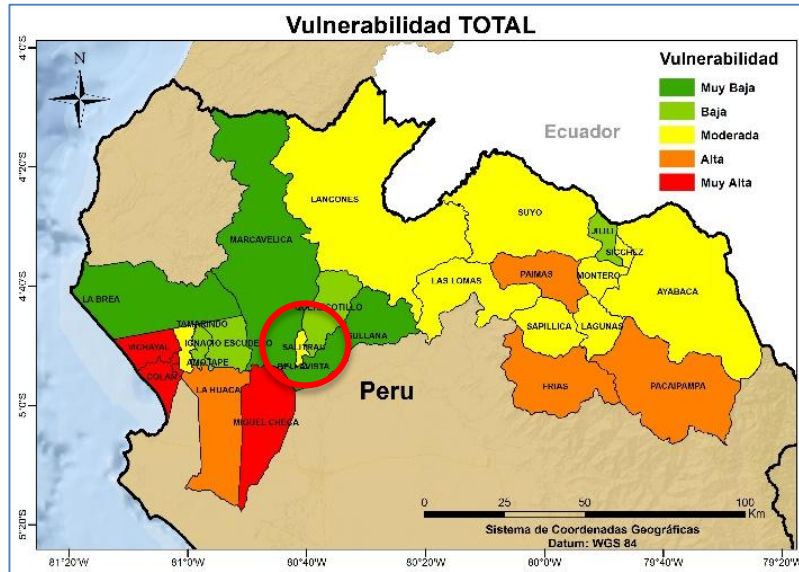 Vulnerabilidad TOTAL
4°0'S
4°20'S
4°40'S
5°0'S
5°20'S
N
Vulnerabilidad
Muy Baja
Baja
Moderada
Alta
Muy Alta
Ecuador
LANCONES
SUYO
JILILI
SICCHEZ
MARCAVELICA
PAIMAS
MONTERO
AYABACA
LAS LOMAS
LA BREA
TAMARINDO
SULLANA
SAPILLICA
LAGUNAS
VICHAYAL
IGNACIO ESCUDERO
SALITRAL
AMOTAPE
BELLAVISTA
COLAN
LA HUACA
FRIAS
PACAIPAMPA
Peru
MIGUEL CHECA
0 25 50 100
Km
Sistema de Coordenadas Geográficas
Datum: WGS 84
81°20'W 81°0'W 80°40'W 80°20'W 80°0'W 79°40'W 79°20'W